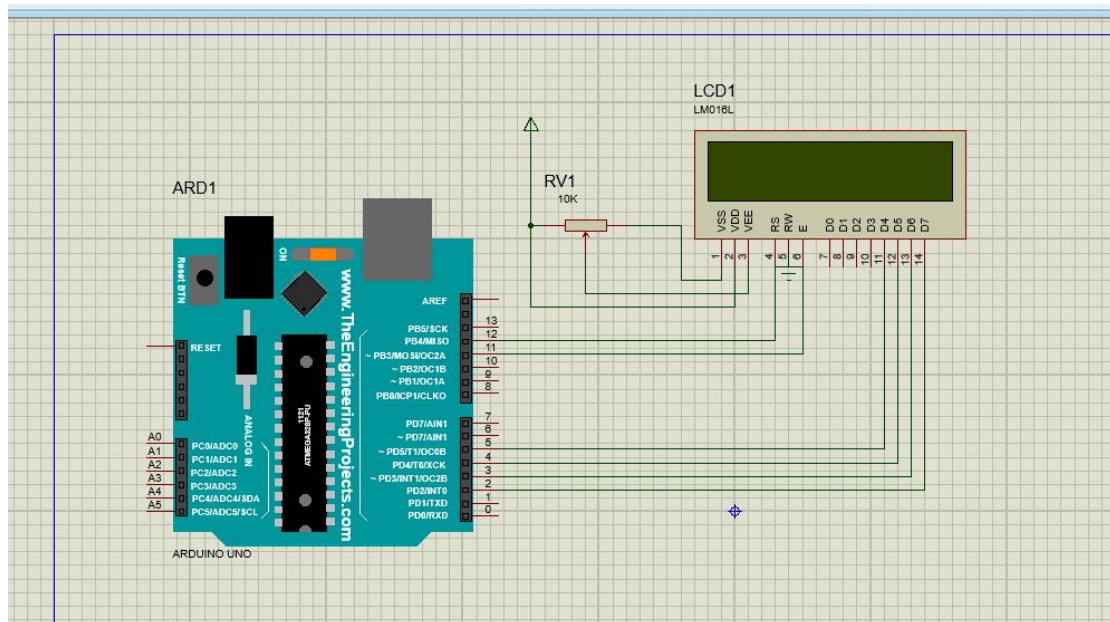 LCD1
LM016L
RV1
10K
VSS
VDD
VEE
RS
RW
E
D0
D1
D2
D3
D4
D5
D6
D7
1
2
3
4
5
6
7
8
9
10
11
12
13
14
ARD1
ON
Reset BTN
www.TheEngineeringProjects.com
AREF
PB5/SCK
13
PB4/MISO
12
~ PB3/MOSI/OC2A
11
~ PB2/OC1B
10
~ PB1/OC1A
9
PB0/ICP1/CLKO
8
RESET
1121
ATMEGA328P-PU
ANALOG IN
PD7/AIN1
7
~ PD7/AIN1
6
~ PD5/T1/OC0B
5
PD4/T0/XCK
4
~ PD3/INT1/OC2B
3
PD2/INT0
2
PD1/TXD
1
PD0/RXD
0
A0
PC0/ADC0
A1
PC1/ADC1
A2
PC2/ADC2
A3
PC3/ADC3
A4
PC4/ADC4/SDA
A5
PC5/ADC5/SCL
ARDUINO UNO